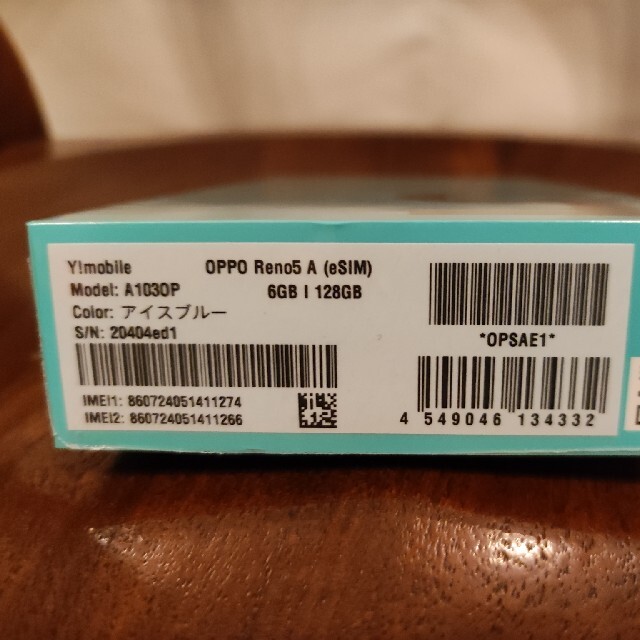 Y!mobile OPPO Reno5 A (eSIM)
Model: A103OP 6GB | 128GB
Color: アイスブルー
S/N: 20404ed1
*OPSAE1*
IMEI1: 860724051411274
IMEI2: 860724051411266
4 549046 134332